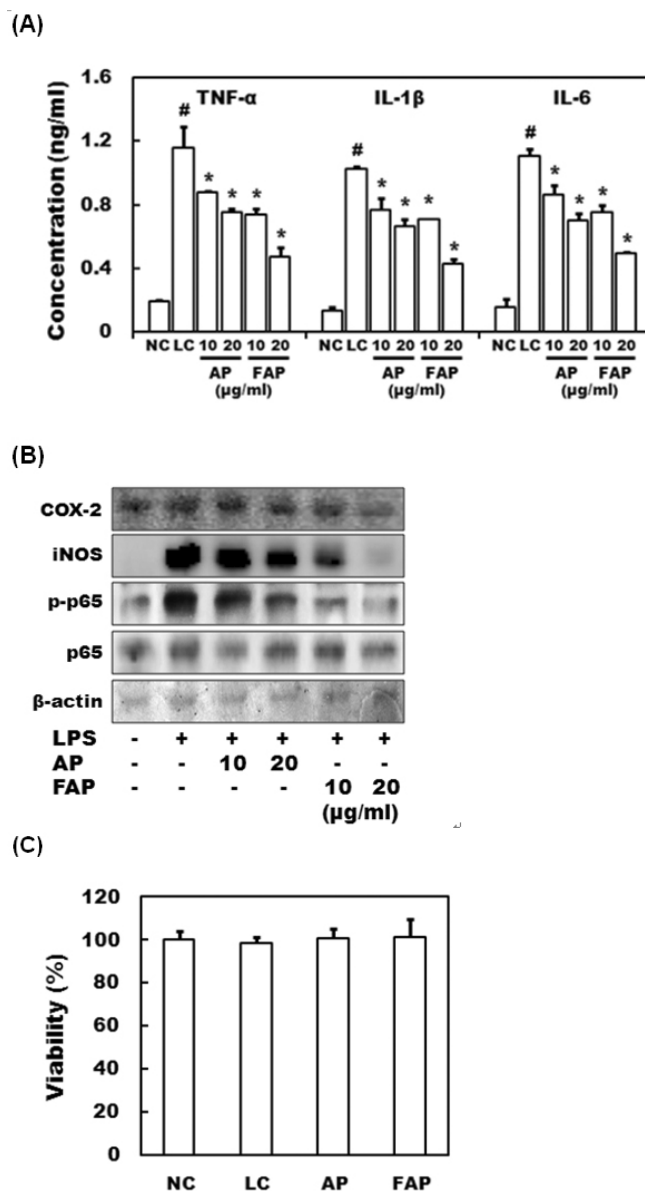 (A)
TNF-α IL-1β IL-6
Concentration (ng/ml)
1.6
1.2
0.8
0.4
0
# * * * *
# * * * *
# * * * *
NC LC 10 20 10 20 NC LC 10 20 10 20 NC LC 10 20 10 20
AP FAP AP FAP AP FAP
(µg/ml) (µg/ml) (µg/ml)
(B)
COX-2
iNOS
p-p65
p65
β-actin
LPS - + + + + +
AP - - 10 20 - -
FAP - - - - 10 20
(µg/ml)
(C)
Viability (%)
120
100
80
60
40
20
0
NC LC AP FAP